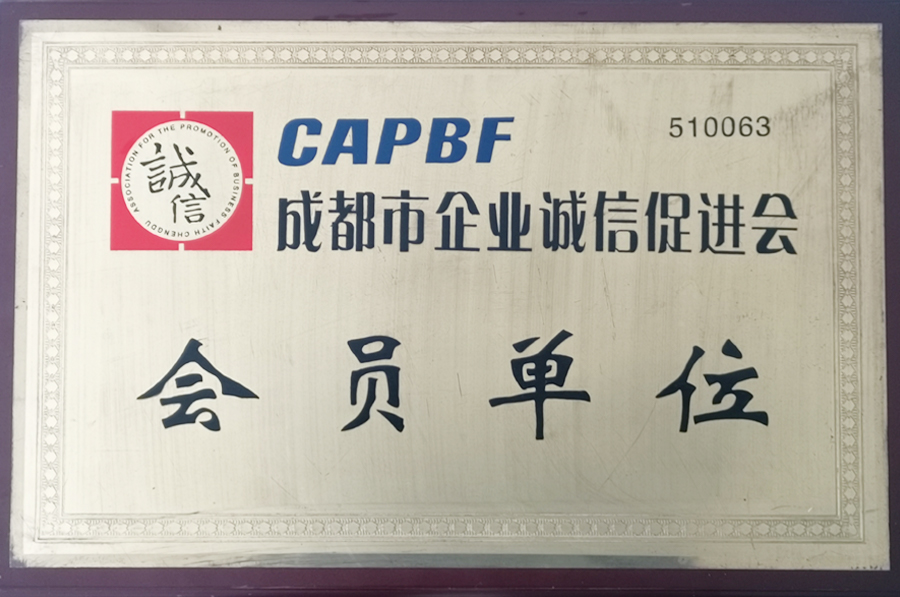 CAPBF
510063
ASSOCIATION FOR THE PROMOTION OF BUSINESS FAITH CHENGDU
誠信
成都市企业诚信促进会
会员单位